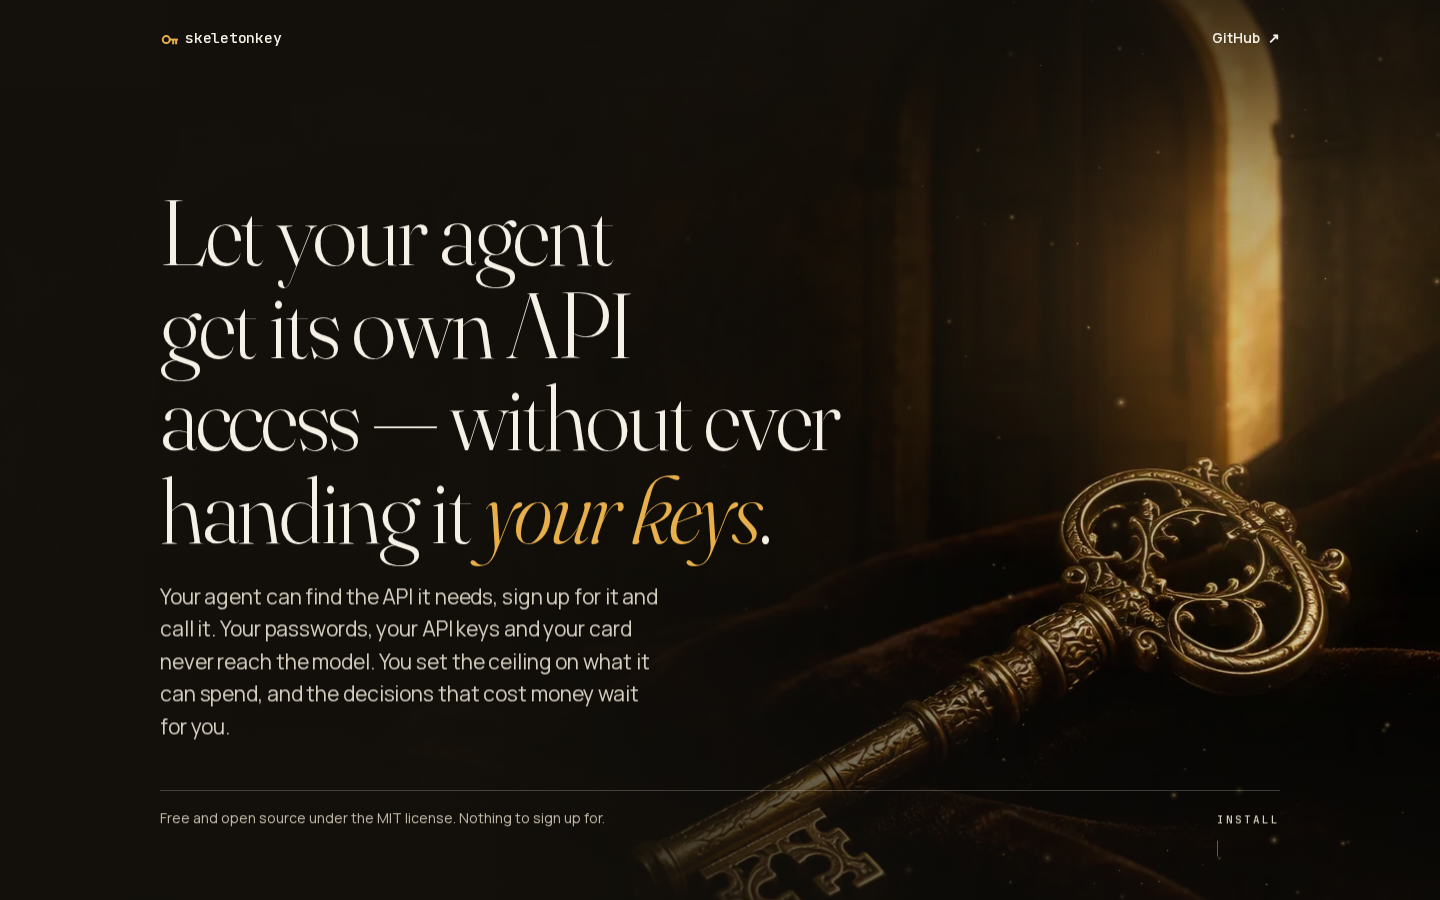 skeletonkey
GitHub ↗
Let your agent
get its own API
access — without ever
handing it your keys.
Your agent can find the API it needs, sign up for it and
call it. Your passwords, your API keys and your card
never reach the model. You set the ceiling on what it
can spend, and the decisions that cost money wait
for you.
Free and open source under the MIT license. Nothing to sign up for.
INSTALL